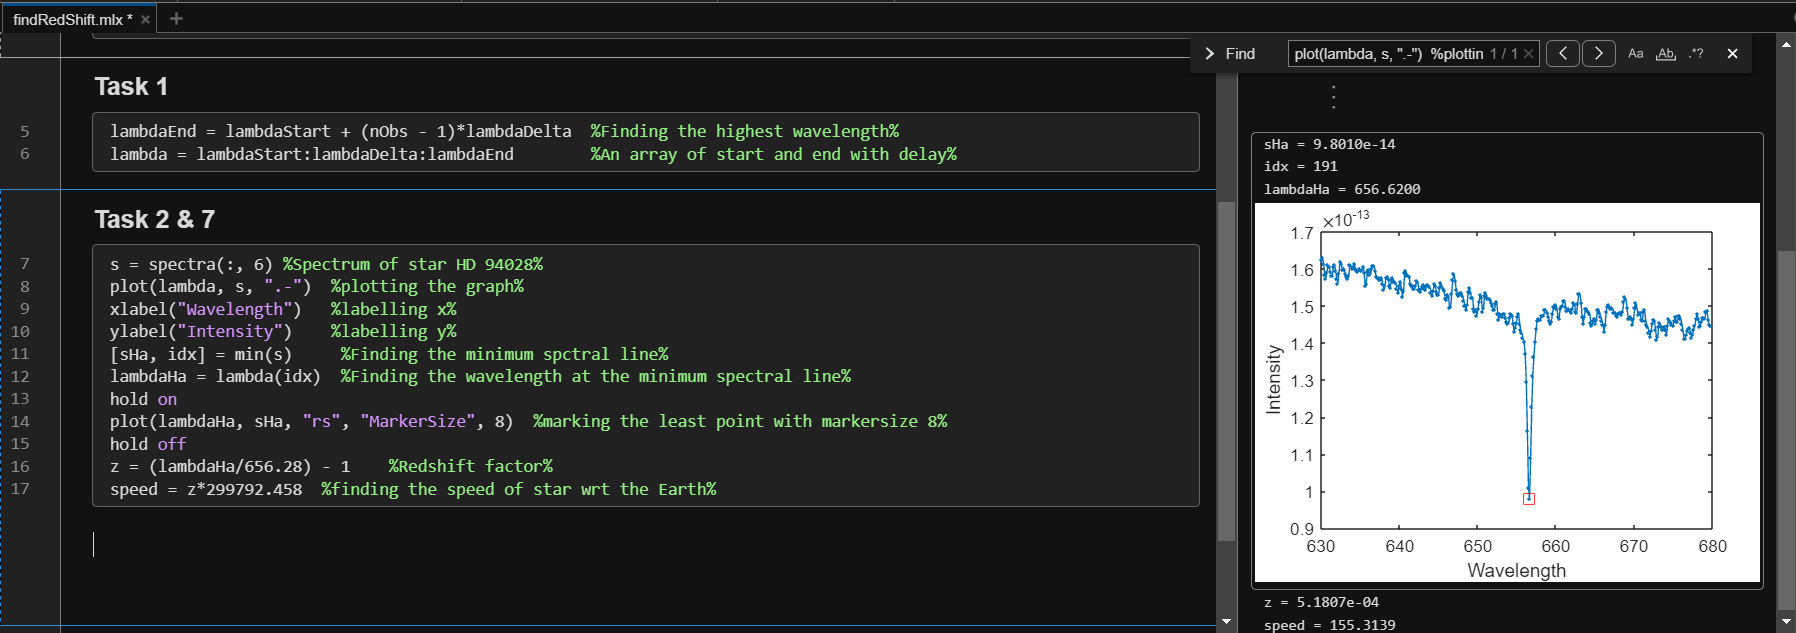 findRedShift.mlx * × +
Find
plot(lambda, s,".-")  %plottin 1 / 1 ×
Aa Ab, .*? ×
Task 1
5 lambdaEnd = lambdaStart + (nObs - 1)*lambdaDelta  %Finding the highest wavelength%
6 lambda = lambdaStart:lambdaDelta:lambdaEnd        %An array of start and end with delay%
Task 2 & 7
7 s = spectra(:, 6) %Spectrum of star HD 94028%
8 plot(lambda, s, ".-")  %plotting the graph%
9 xlabel("Wavelength")   %labelling x%
10 ylabel("Intensity")    %labelling y%
11 [sHa, idx] = min(s)     %Finding the minimum spctral line%
12 lambdaHa = lambda(idx)  %Finding the wavelength at the minimum spectral line%
13 hold on
14 plot(lambdaHa, sHa, "rs", "MarkerSize", 8)  %marking the least point with markersize 8%
15 hold off
16 z = (lambdaHa/656.28) - 1    %Redshift factor%
17 speed = z*299792.458  %finding the speed of star wrt the Earth%
sHa = 9.8010e-14
idx = 191
lambdaHa = 656.6200
×10-13
1.7
1.6
1.5
1.4
1.3
1.2
1.1
1
0.9
Intensity
630 640 650 660 670 680
Wavelength
z = 5.1807e-04
speed = 155.3139